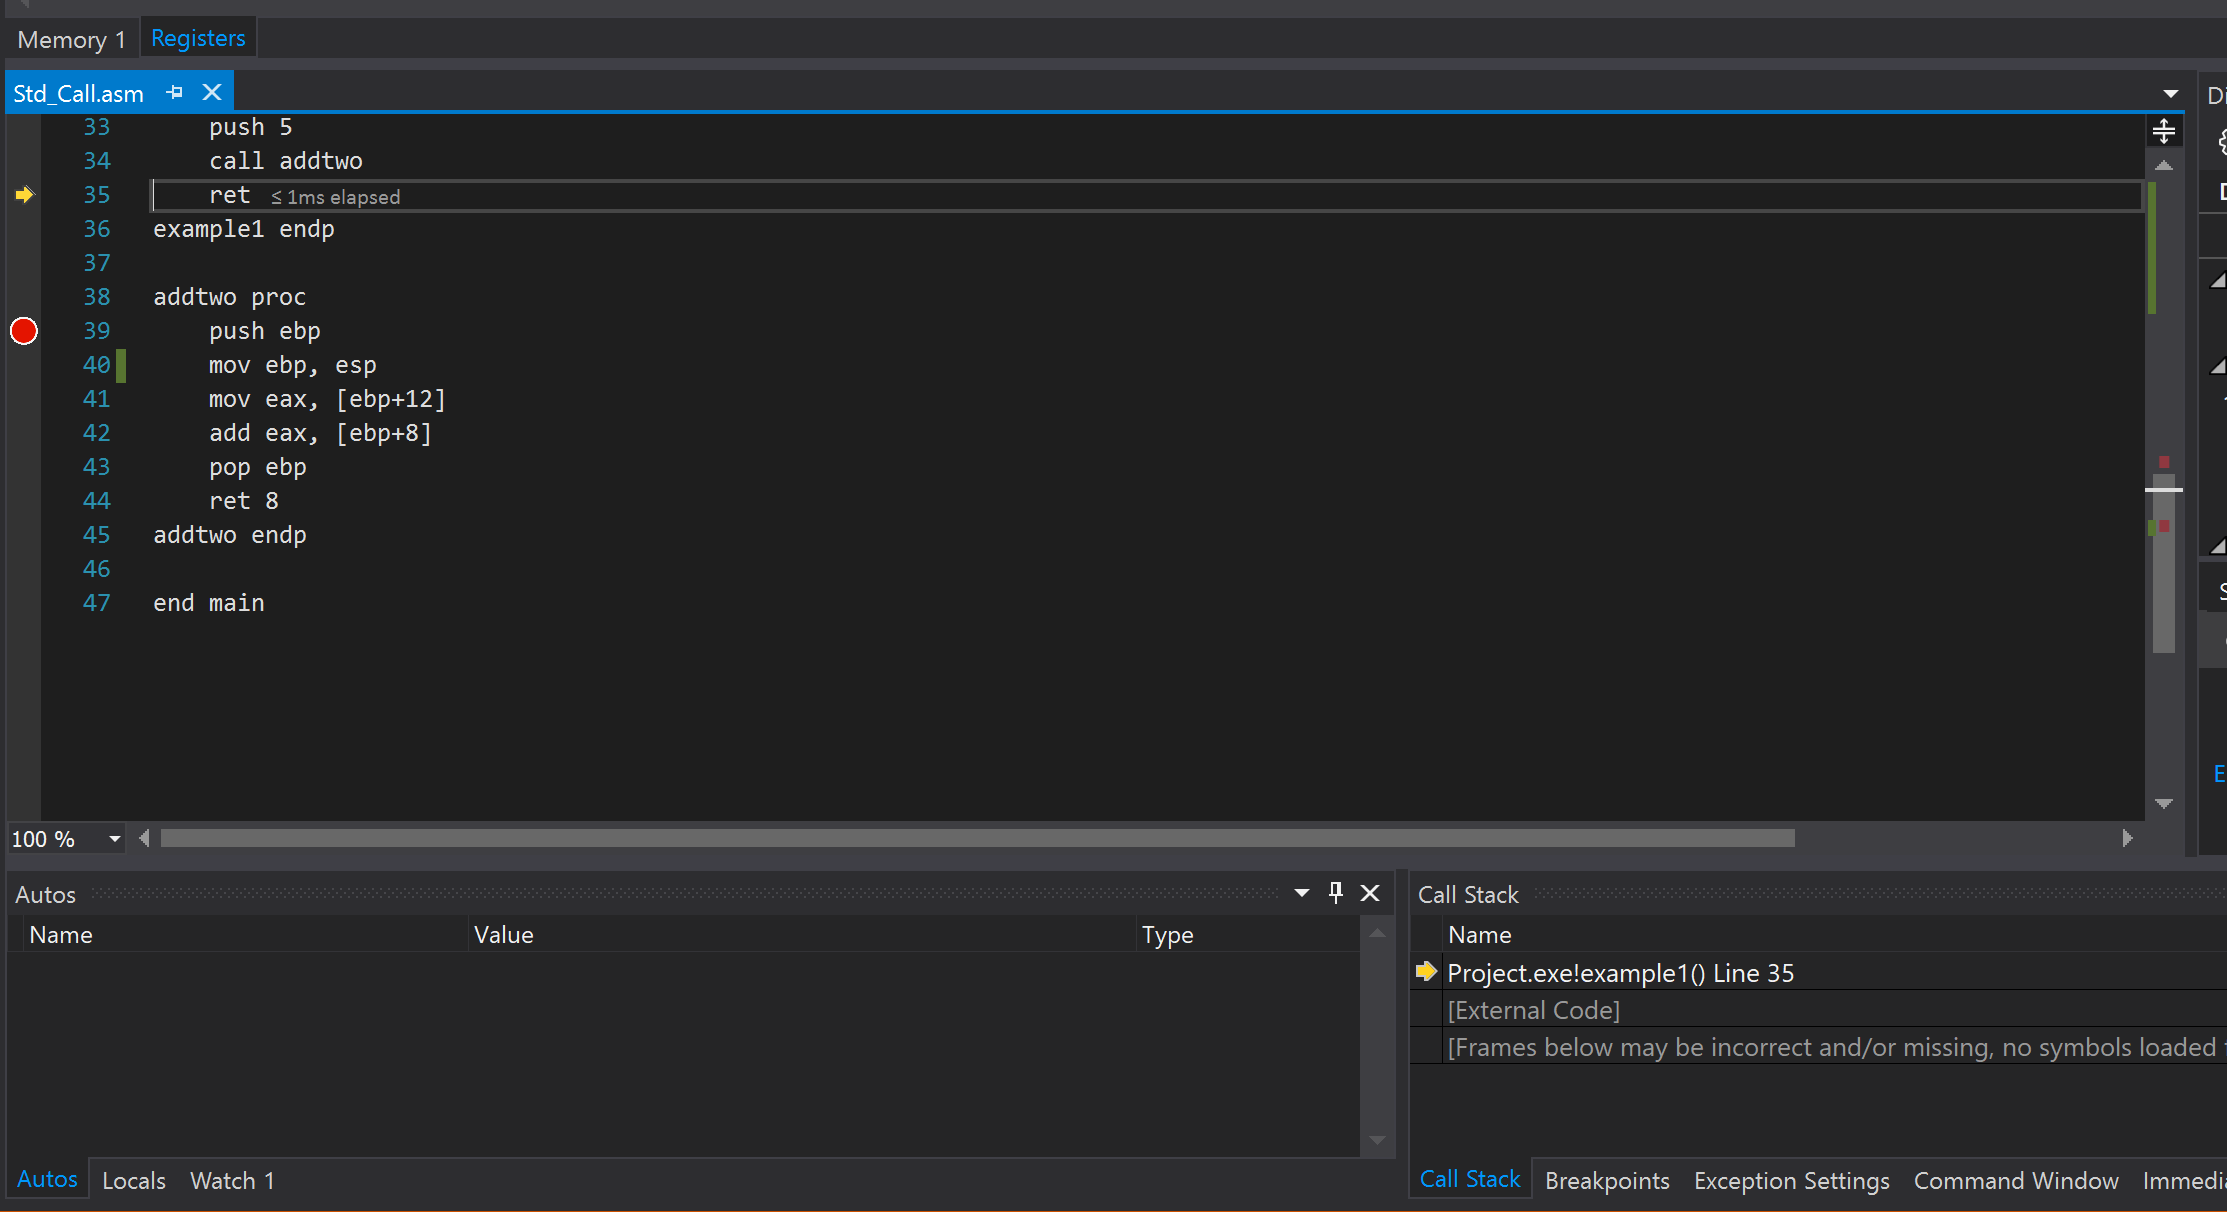 Memory 1 Registers
Std_Call.asm
33 push 5
34 call addtwo
35 ret ≤ 1ms elapsed
36 example1 endp
37
38 addtwo proc
39 push ebp
40 mov ebp, esp
41 mov eax, [ebp+12]
42 add eax, [ebp+8]
43 pop ebp
44 ret 8
45 addtwo endp
46
47 end main
100 %
Autos
Name Value Type
Autos Locals Watch 1
Call Stack
Name
Project.exe!example1() Line 35
[External Code]
[Frames below may be incorrect and/or missing, no symbols loaded
Call Stack Breakpoints Exception Settings Command Window